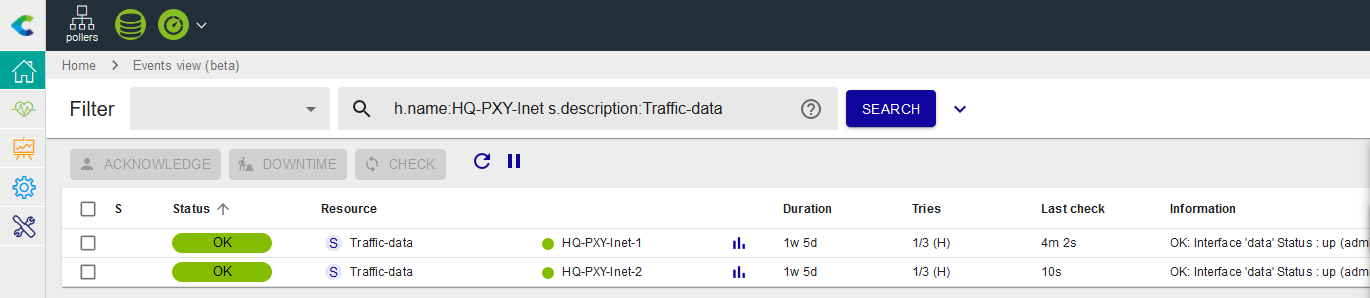 pollers
Home > Events view (beta)
Filter h.name:HQ-PXY-Inet s.description:Traffic-data ? SEARCH
ACKNOWLEDGE DOWNTIME CHECK
S Status Resource Duration Tries Last check Information
OK S Traffic-data HQ-PXY-Inet-1 1w 5d 1/3 (H) 4m 2s OK: Interface 'data' Status : up (adm
OK S Traffic-data HQ-PXY-Inet-2 1w 5d 1/3 (H) 10s OK: Interface 'data' Status : up (adm